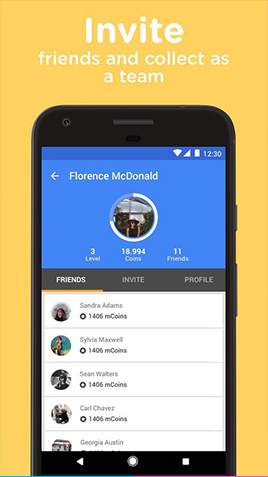 Invite
friends and collect as
a team
12:30
Florence McDonald
3 18.994 11
Level Coins Friends
FRIENDS INVITE PROFILE
Sandra Adams
1406 mCoins
Sylvia Maxwell
1406 mCoins
Sean Walters
1406 mCoins
Carl Chavez
1406 mCoins
Georgia Austin